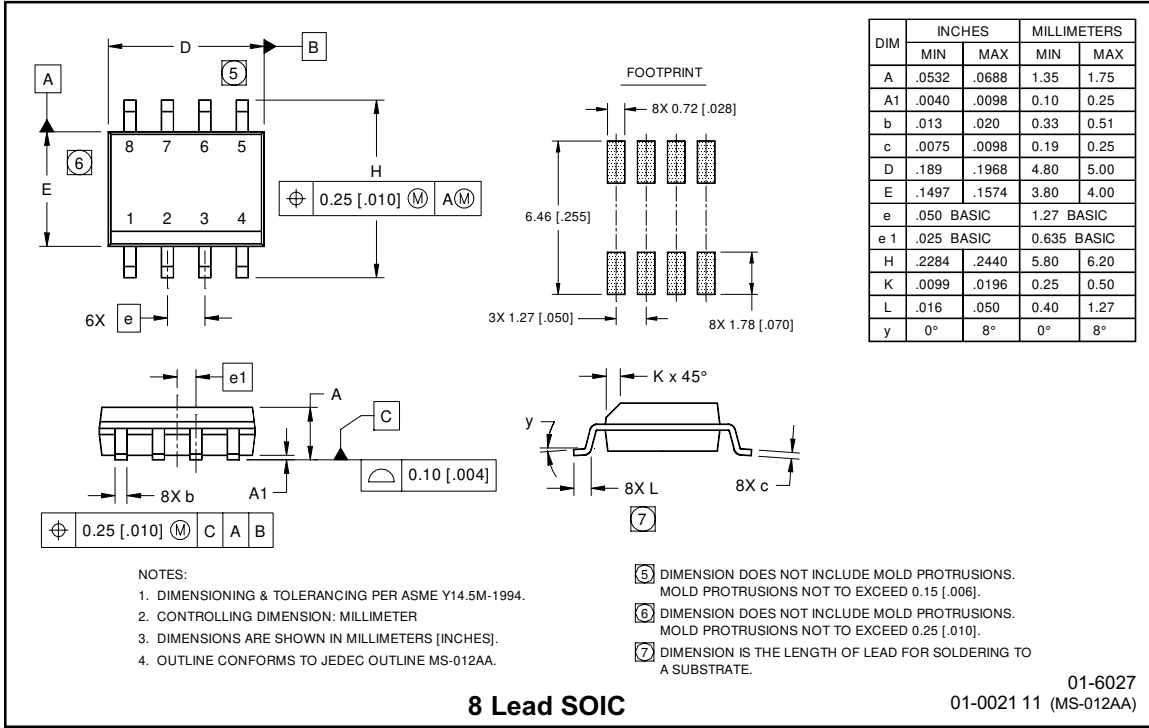 D
B
5
A
8 7 6 5
6
E
H
⌖ 0.25 [.010] Ⓜ A Ⓜ
1 2 3 4
6X e
FOOTPRINT
8X 0.72 [.028]
6.46 [.255]
3X 1.27 [.050]
8X 1.78 [.070]
DIM INCHES MILLIMETERS
MIN MAX MIN MAX
A .0532 .0688 1.35 1.75
A1 .0040 .0098 0.10 0.25
b .013 .020 0.33 0.51
c .0075 .0098 0.19 0.25
D .189 .1968 4.80 5.00
E .1497 .1574 3.80 4.00
e .050 BASIC 1.27 BASIC
e 1 .025 BASIC 0.635 BASIC
H .2284 .2440 5.80 6.20
K .0099 .0196 0.25 0.50
L .016 .050 0.40 1.27
y 0° 8° 0° 8°
e1
A
C
⌓ 0.10 [.004]
8X b
A1
⌖ 0.25 [.010] Ⓜ C A B
K x 45°
y
8X L
7
8X c
NOTES:
1. DIMENSIONING & TOLERANCING PER ASME Y14.5M-1994.
2. CONTROLLING DIMENSION: MILLIMETER
3. DIMENSIONS ARE SHOWN IN MILLIMETERS [INCHES].
4. OUTLINE CONFORMS TO JEDEC OUTLINE MS-012AA.
5 DIMENSION DOES NOT INCLUDE MOLD PROTRUSIONS.
MOLD PROTRUSIONS NOT TO EXCEED 0.15 [.006].
6 DIMENSION DOES NOT INCLUDE MOLD PROTRUSIONS.
MOLD PROTRUSIONS NOT TO EXCEED 0.25 [.010].
7 DIMENSION IS THE LENGTH OF LEAD FOR SOLDERING TO
A SUBSTRATE.
8 Lead SOIC
01-6027
01-0021 11 (MS-012AA)